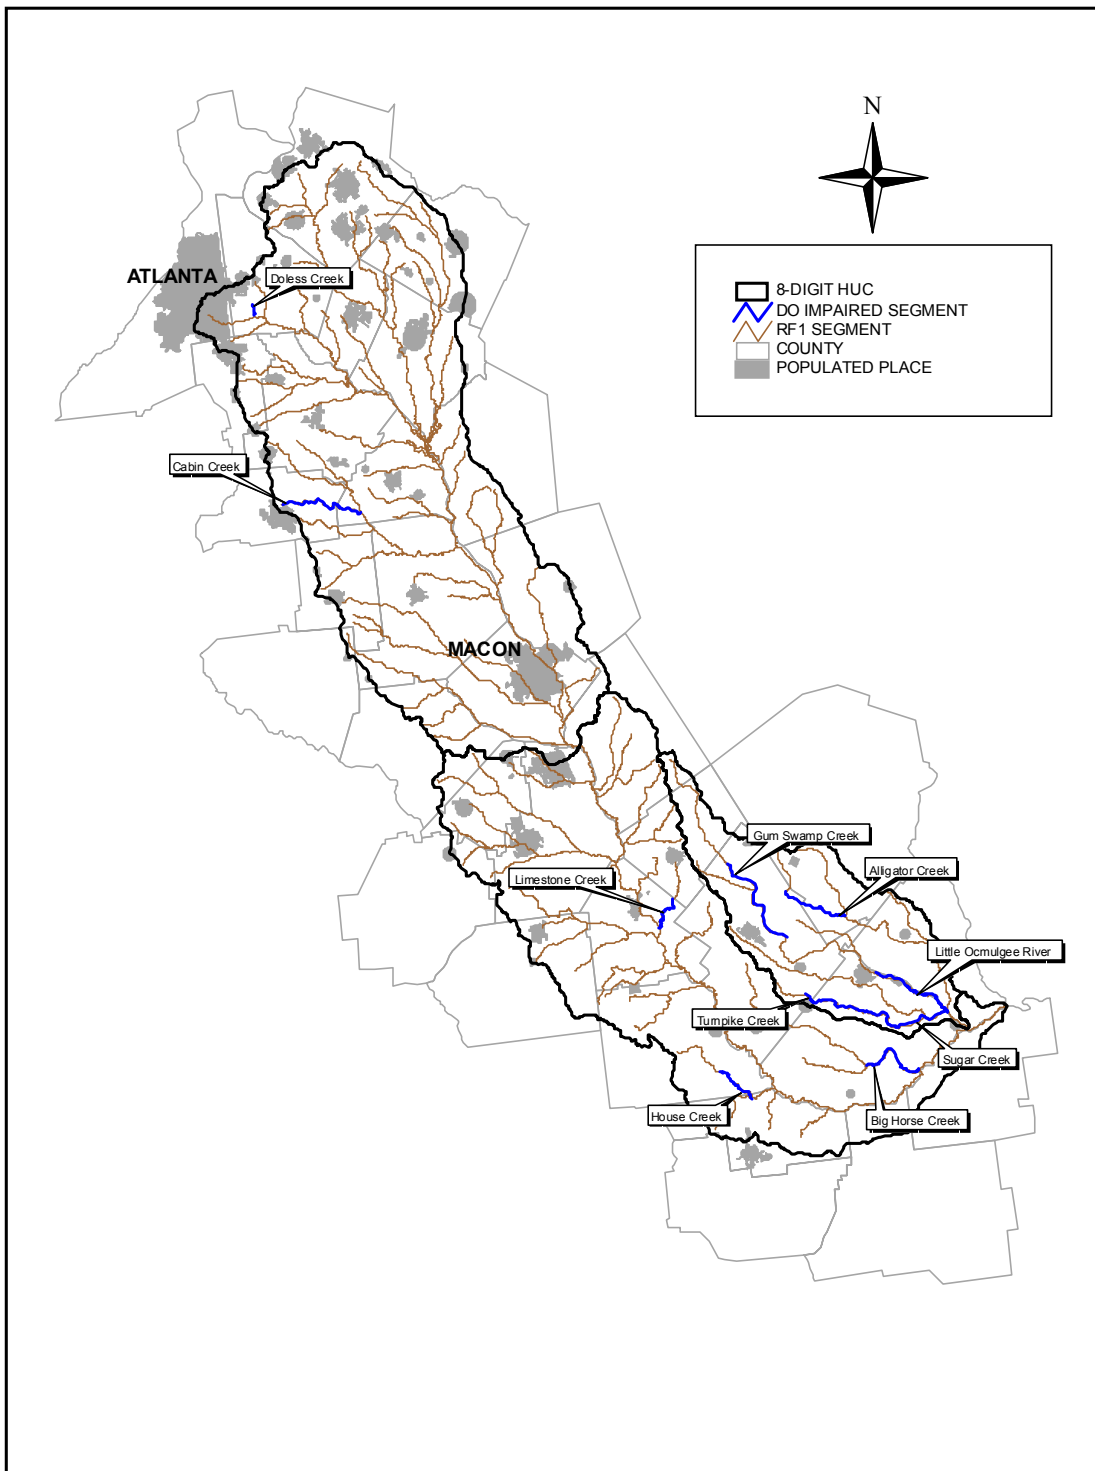 N
8-DIGIT HUC
DO IMPAIRED SEGMENT
RF1 SEGMENT
COUNTY
POPULATED PLACE
ATLANTA
Doless Creek
Cabin Creek
MACON
Gum Swamp Creek
Limestone Creek
Alligator Creek
Little Ocmulgee River
Turnpike Creek
Sugar Creek
House Creek
Big Horse Creek